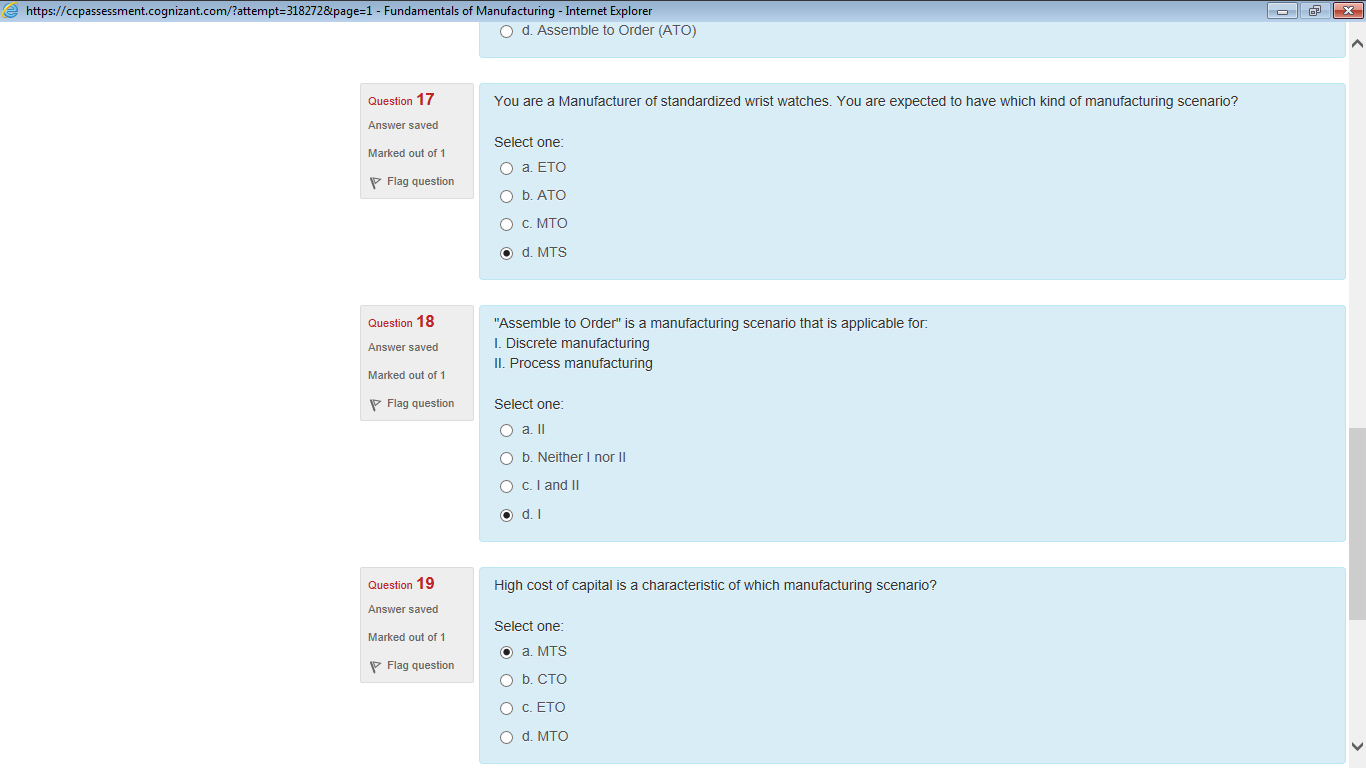 https://ccpassessment.cognizant.com/?attempt=318272&page=1 - Fundamentals of Manufacturing - Internet Explorer
d. Assemble to Order (ATO)
Question 17
Answer saved
Marked out of 1
Flag question
You are a Manufacturer of standardized wrist watches. You are expected to have which kind of manufacturing scenario?
Select one:
a. ETO
b. ATO
c. MTO
d. MTS
Question 18
Answer saved
Marked out of 1
Flag question
"Assemble to Order" is a manufacturing scenario that is applicable for:
I. Discrete manufacturing
II. Process manufacturing
Select one:
a. II
b. Neither I nor II
c. I and II
d. I
Question 19
Answer saved
Marked out of 1
Flag question
High cost of capital is a characteristic of which manufacturing scenario?
Select one:
a. MTS
b. CTO
c. ETO
d. MTO